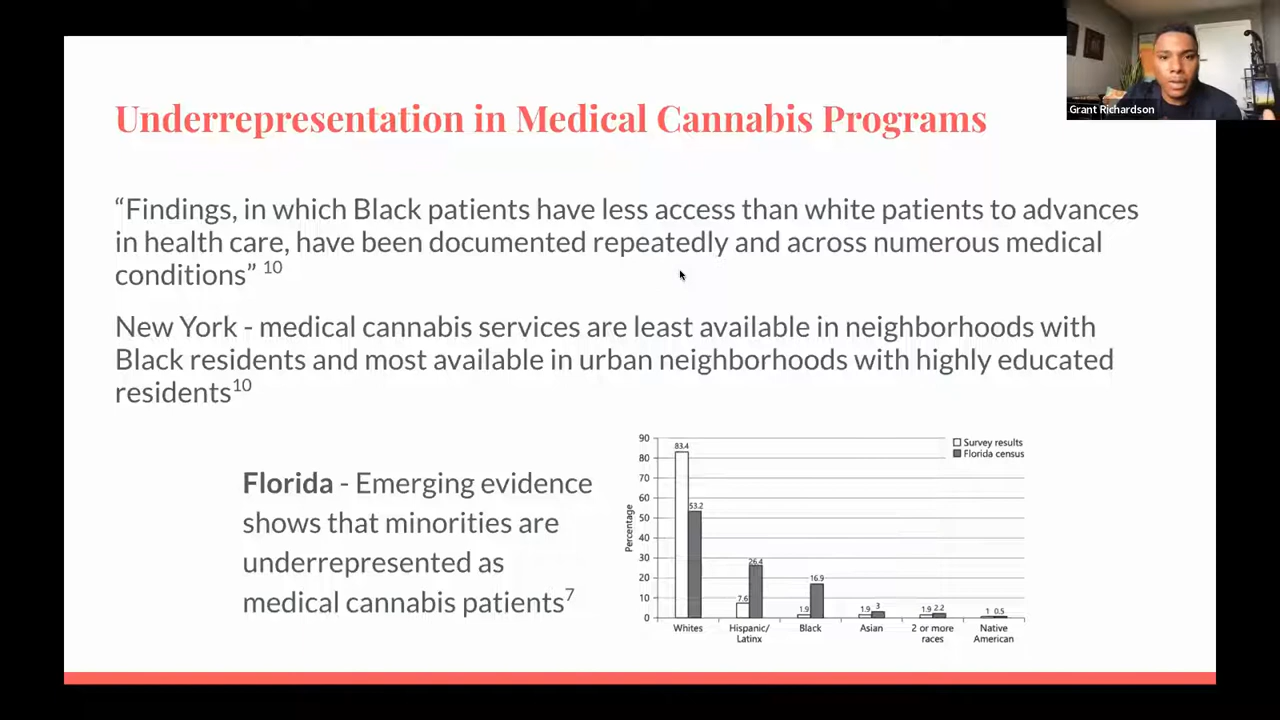 Grant Richardson
Underrepresentation in Medical Cannabis Programs
“Findings, in which Black patients have less access than white patients to advances
in health care, have been documented repeatedly and across numerous medical
conditions” 10
New York - medical cannabis services are least available in neighborhoods with
Black residents and most available in urban neighborhoods with highly educated
residents10
Florida - Emerging evidence
shows that minorities are
underrepresented as
medical cannabis patients7
Survey results
Florida census
Percentage
90
80
70
60
50
40
30
20
10
0
83.4
53.2
7.6
26.4
1.9
16.9
1.9
3
1.9
2.2
1
0.5
Whites
Hispanic/
Latinx
Black
Asian
2 or more
races
Native
American